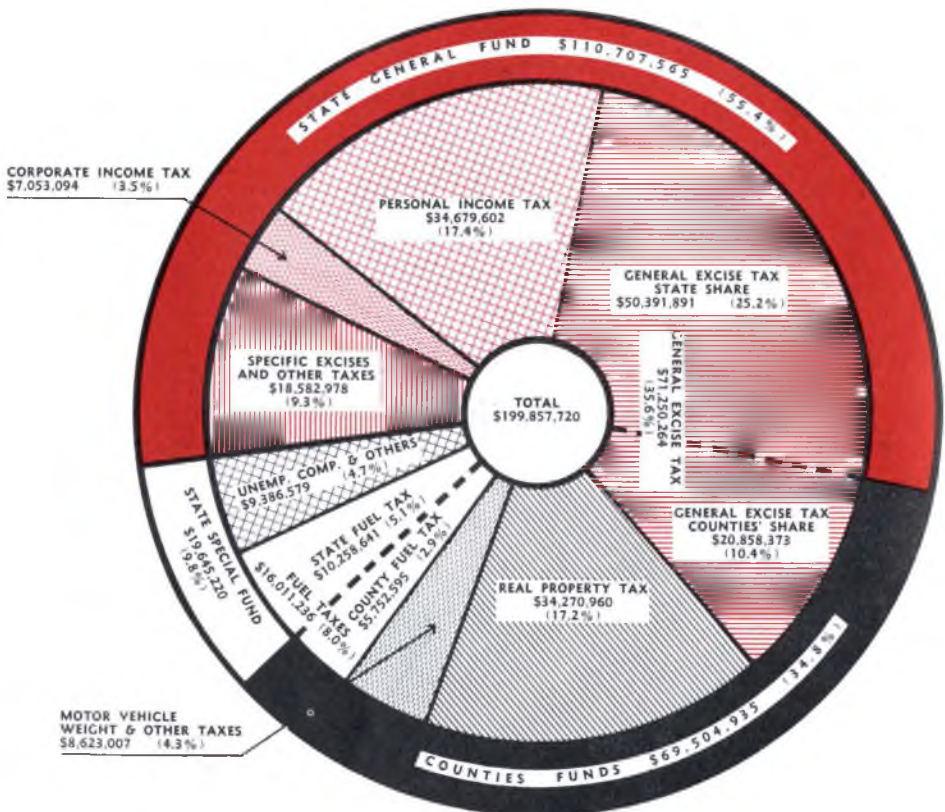 STATE GENERAL FUND $110,707,565 (55.4%)
CORPORATE INCOME TAX
$7,053,094 (3.5%)
PERSONAL INCOME TAX
$34,679,602
(17.4%)
GENERAL EXCISE TAX
STATE SHARE
$50,391,891 (25.2%)
GENERAL EXCISE TAX
$71,250,264
(35.6%)
SPECIFIC EXCISES
AND OTHER TAXES
$18,582,978
(9.3%)
TOTAL
$199,857,720
UNEMP. COMP. & OTHERS
$9,386,579 (4.7%)
STATE FUEL TAX
$10,258,641 (5.1%)
FUEL TAXES
$16,011,236 (8.0%)
COUNTY FUEL TAX
$5,752,595 (2.9%)
GENERAL EXCISE TAX
COUNTIES' SHARE
$20,858,373
(10.4%)
REAL PROPERTY TAX
$34,270,960
(17.2%)
STATE SPECIAL FUND
$19,645,220
(9.8%)
MOTOR VEHICLE
WEIGHT & OTHER TAXES
$8,623,007 (4.3%)
COUNTIES FUNDS $69,504,935 (34.8%)